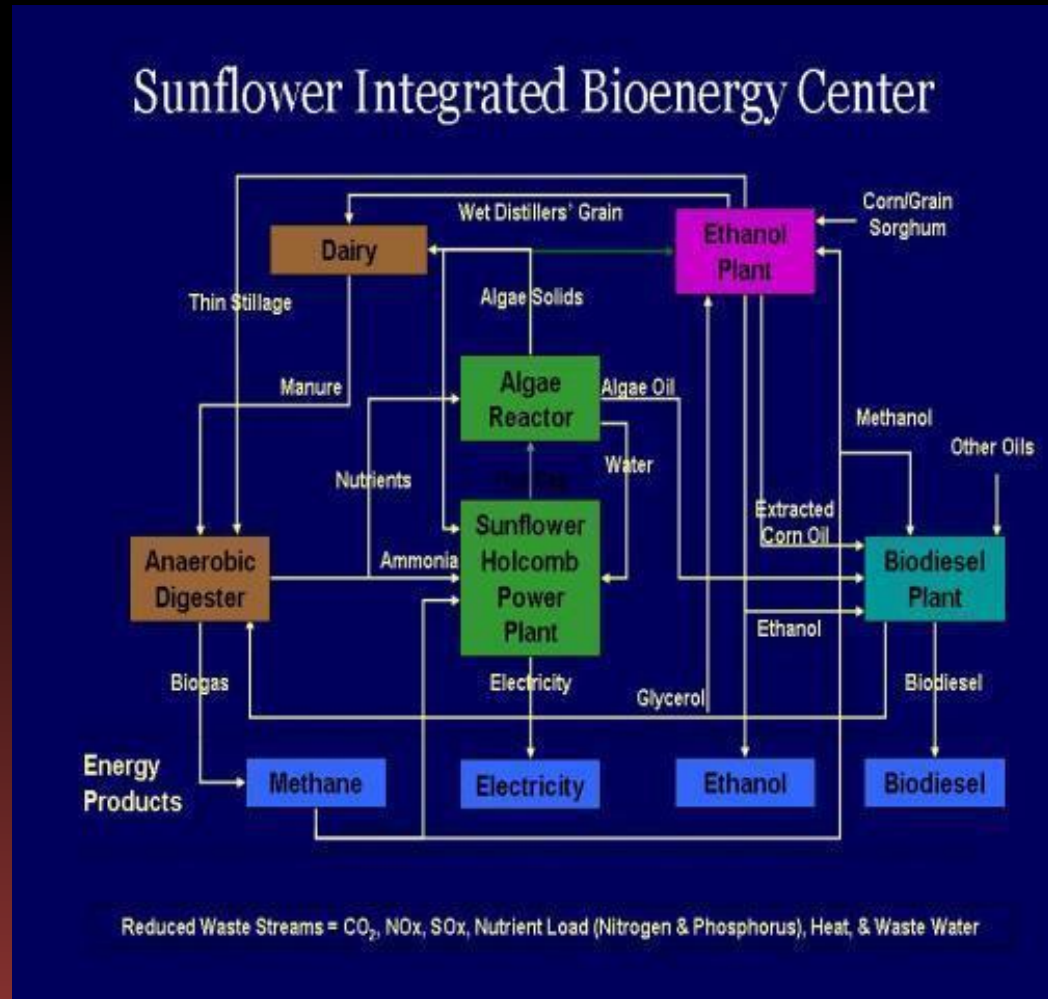 Sunflower Integrated Bioenergy Center
Corn/Grain
Sorghum
Wet Distillers' Grain
Ethanol
Plant
Dairy
Thin Stillage
Algae Solids
Manure
Algae
Reactor
Algae Oil
Methanol
Other Oils
Nutrients
Water
Extracted
Corn Oil
Anaerobic
Digester
Ammonia
Sunflower
Holcomb
Power
Plant
Biodiesel
Plant
Ethanol
Biogas
Electricity
Glycerol
Biodiesel
Energy
Products
Methane
Electricity
Ethanol
Biodiesel
Reduced Waste Streams = CO₂, NOx, SOx, Nutrient Load (Nitrogen & Phosphorus), Heat, & Waste Water